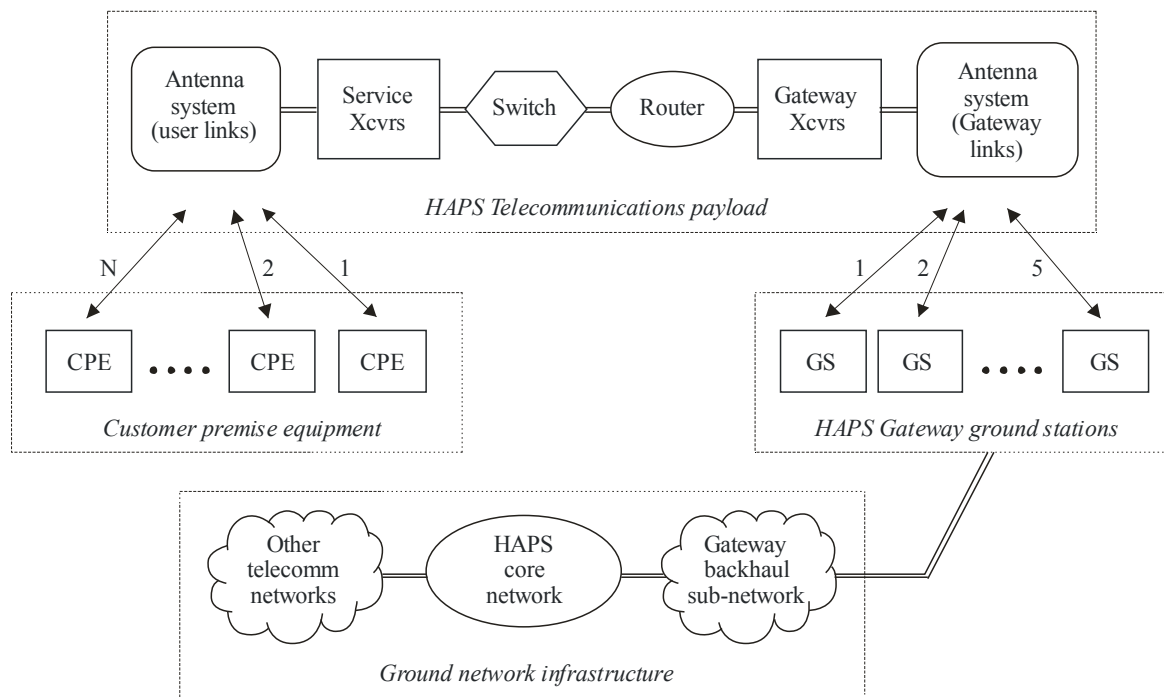 Antenna
system
(user links)
Service
Xcvrs
Switch
Router
Gateway
Xcvrs
Antenna
system
(Gateway
links)
HAPS Telecommunications payload
N
2
1
1
2
5
CPE
....
CPE
CPE
Customer premise equipment
GS
GS
....
GS
HAPS Gateway ground stations
Other
telecomm
networks
HAPS
core
network
Gateway
backhaul
sub-network
Ground network infrastructure